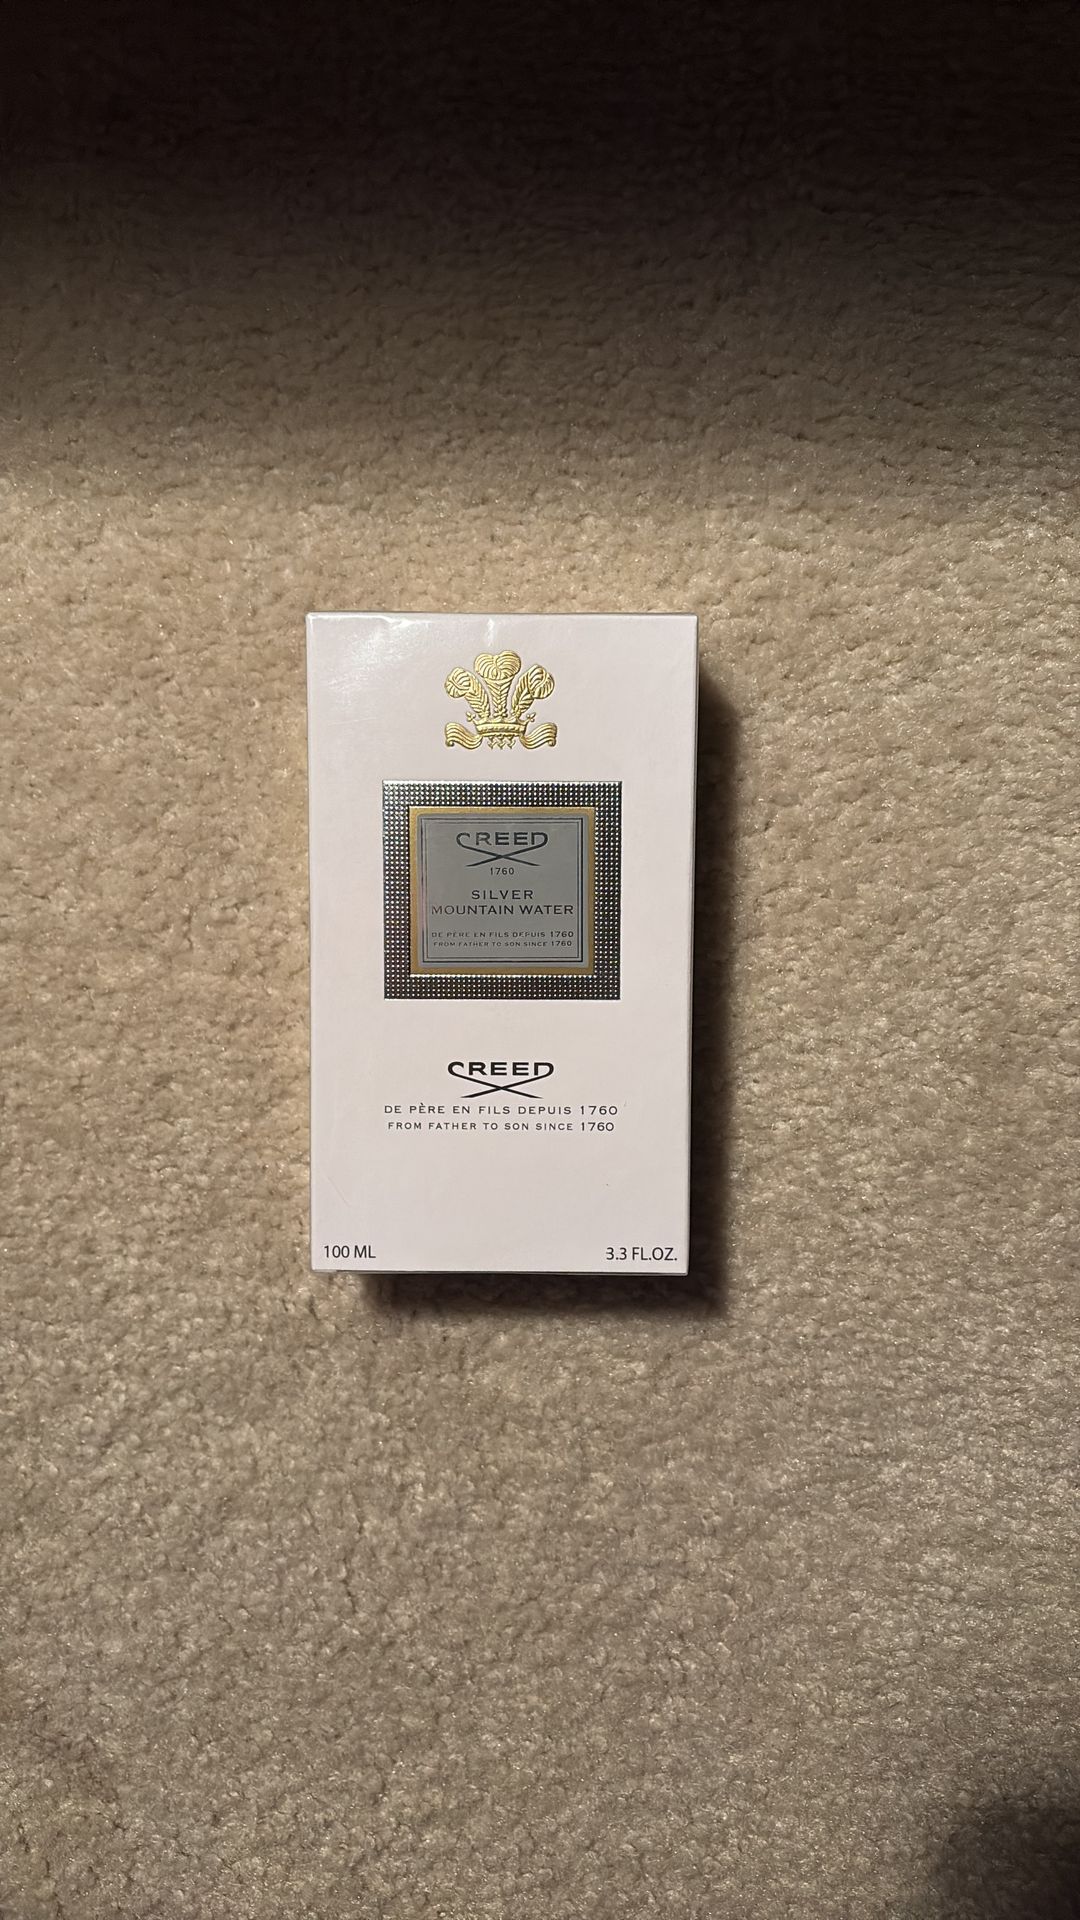 CREED
1760
SILVER
MOUNTAIN WATER
DE PÈRE EN FILS DEPUIS 1760
FROM FATHER TO SON SINCE 1760
CREED
DE PÈRE EN FILS DEPUIS 1760
FROM FATHER TO SON SINCE 1760
100 ML
3.3 FL.OZ.